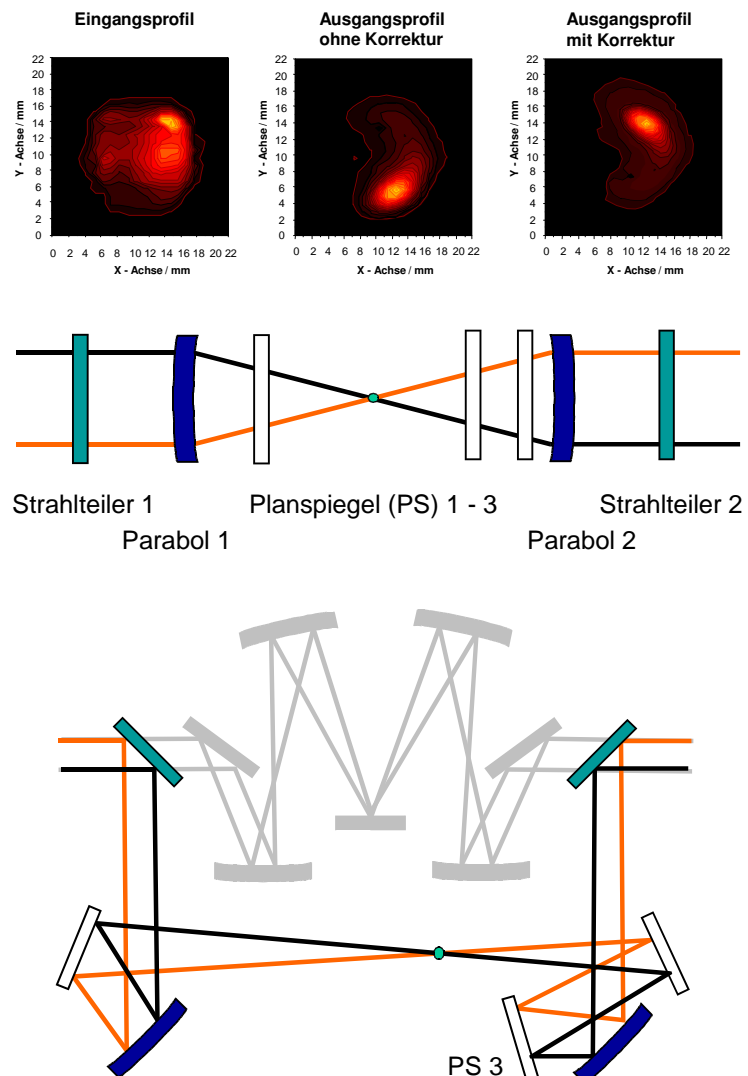 Eingangsprofil
Ausgangsprofil
ohne Korrektur
Ausgangsprofil
mit Korrektur
22
20
18
16
14
12
10
8
6
4
2
0
Y - Achse / mm
0 2 4 6 8 10 12 14 16 18 20 22
X - Achse / mm
22
20
18
16
14
12
10
8
6
4
2
0
Y - Achse / mm
0 2 4 6 8 10 12 14 16 18 20 22
X - Achse / mm
22
20
18
16
14
12
10
8
6
4
2
0
Y - Achse / mm
0 2 4 6 8 10 12 14 16 18 20 22
X - Achse / mm
Strahlteiler 1 Planspiegel (PS) 1 - 3 Strahlteiler 2
Parabol 1 Parabol 2
PS 3